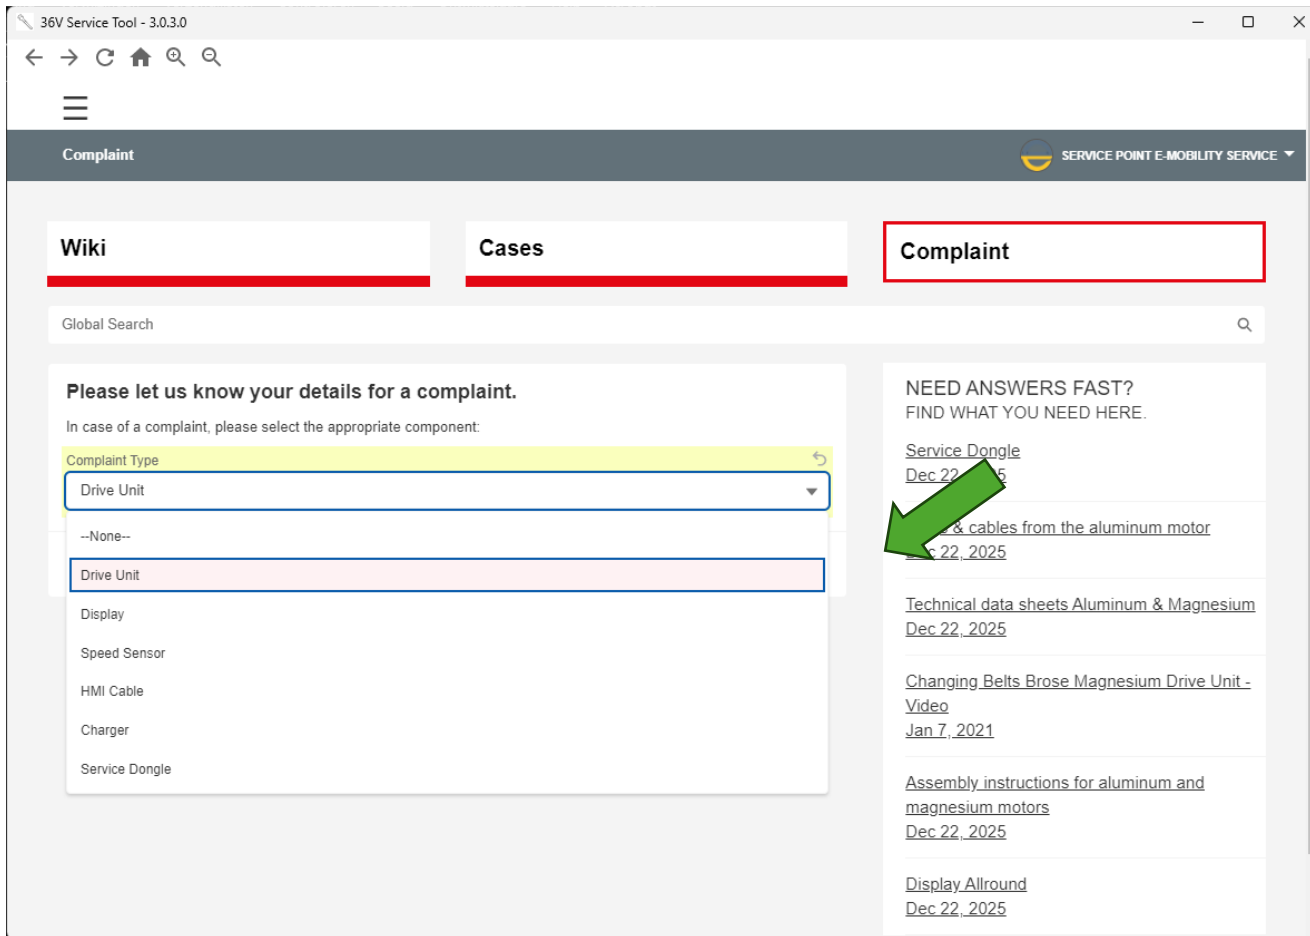 36V Service Tool - 3.0.3.0
Complaint
SERVICE POINT E-MOBILITY SERVICE
Wiki
Cases
Complaint
Global Search
Please let us know your details for a complaint.
In case of a complaint, please select the appropriate component:
Complaint Type
Drive Unit
--None--
Drive Unit
Display
Speed Sensor
HMI Cable
Charger
Service Dongle
NEED ANSWERS FAST?
FIND WHAT YOU NEED HERE.
Service Dongle
Dec 22
& cables from the aluminum motor
22, 2025
Technical data sheets Aluminum & Magnesium
Dec 22, 2025
Changing Belts Brose Magnesium Drive Unit -
Video
Jan 7, 2021
Assembly instructions for aluminum and
magnesium motors
Dec 22, 2025
Display Allround
Dec 22, 2025